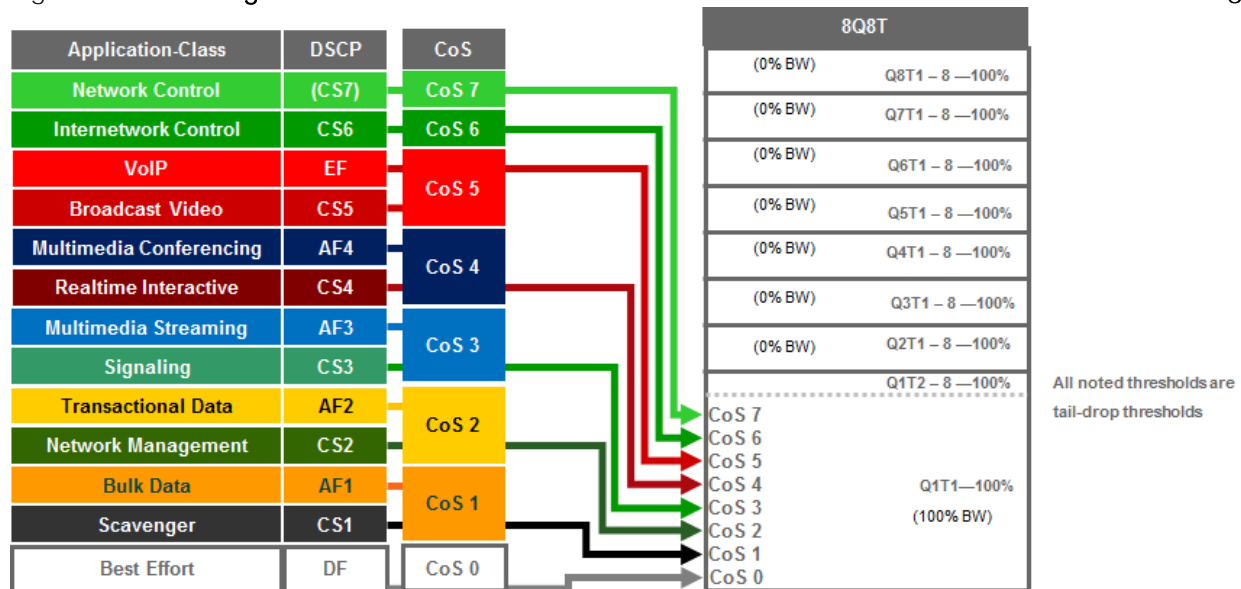 8Q8T
Application-Class DSCP CoS
Network Control (CS7) CoS 7
Internetwork Control CS6 CoS 6
VoIP EF
CoS 5
Broadcast Video CS5
Multimedia Conferencing AF4
CoS 4
Realtime Interactive CS4
Multimedia Streaming AF3
CoS 3
Signaling CS3
Transactional Data AF2
CoS 2
Network Management CS2
Bulk Data AF1
CoS 1
Scavenger CS1
Best Effort DF CoS 0
(0% BW) Q8T1 – 8 —100%
(0% BW) Q7T1 – 8 —100%
(0% BW) Q6T1 – 8 —100%
(0% BW) Q5T1 – 8 —100%
(0% BW) Q4T1 – 8 —100%
(0% BW) Q3T1 – 8 —100%
(0% BW) Q2T1 – 8 —100%
Q1T2 – 8 —100%
CoS 7
CoS 6
CoS 5
CoS 4
CoS 3
CoS 2
CoS 1
CoS 0
Q1T1—100%
(100% BW)
All noted thresholds are
tail-drop thresholds